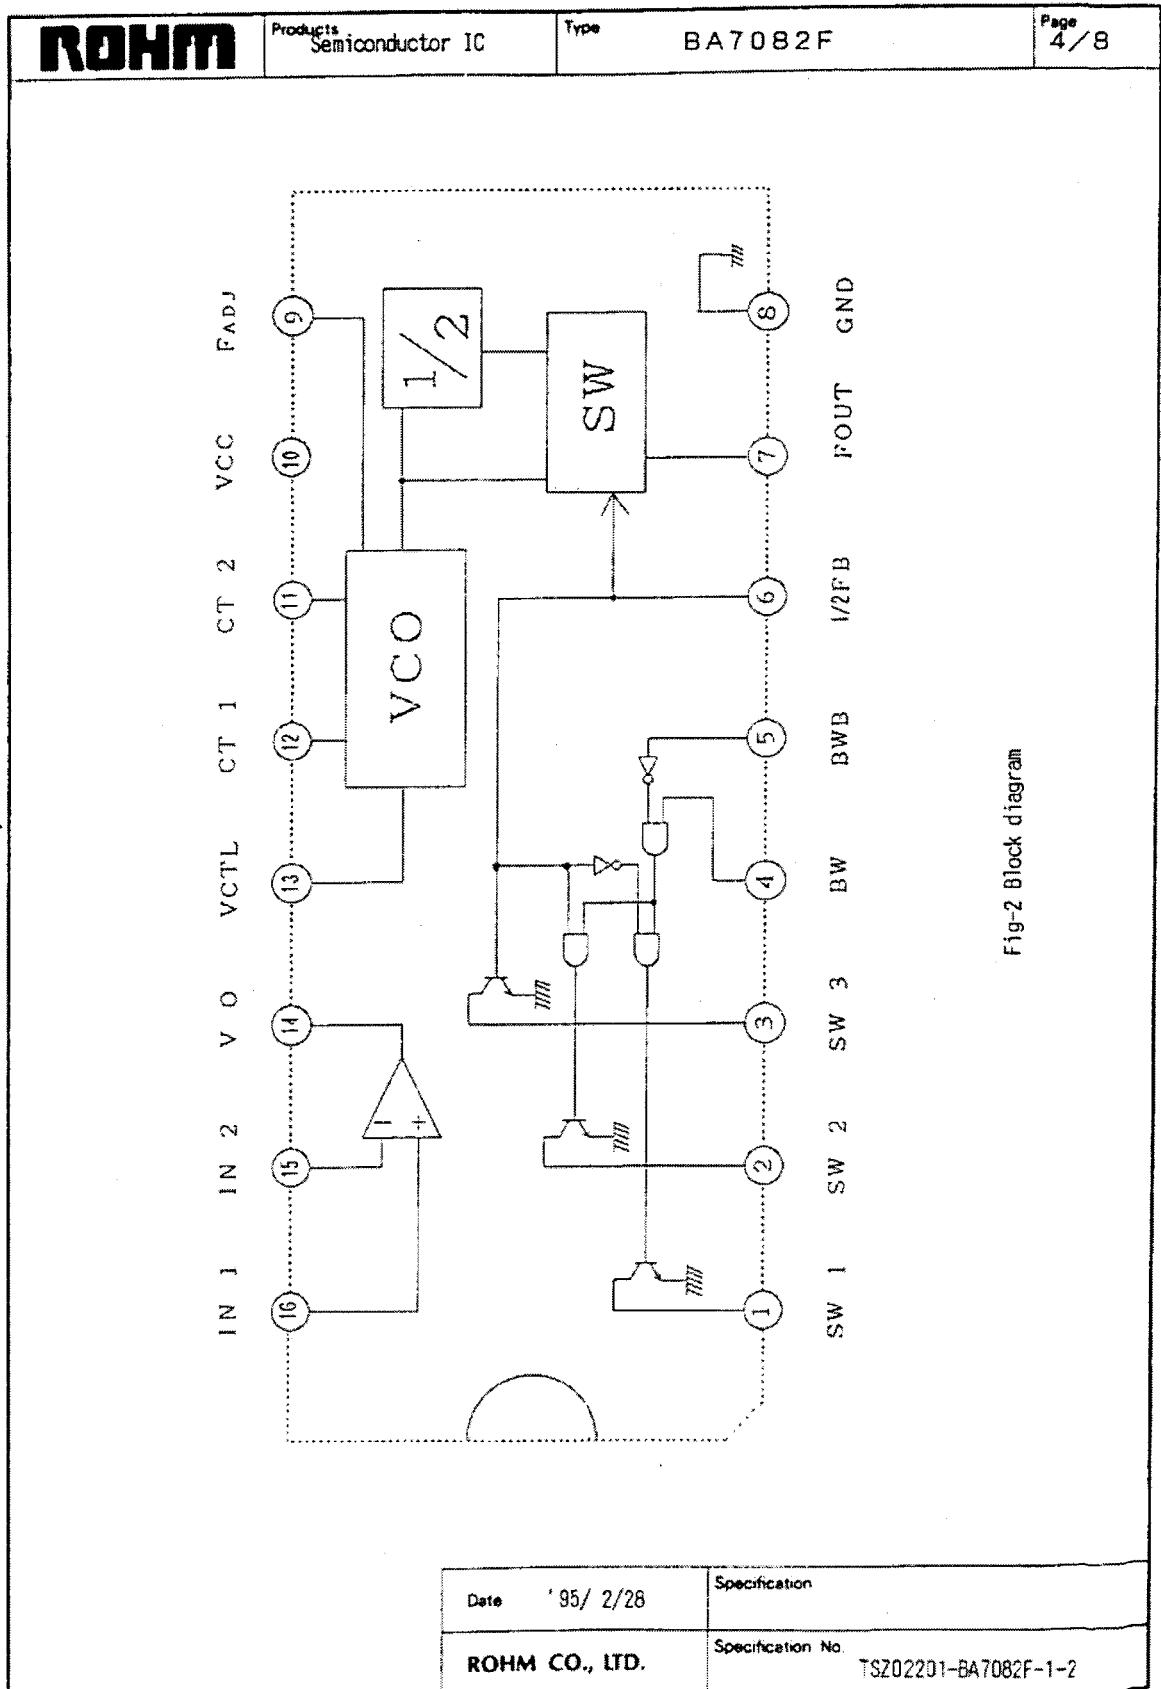 ROHM
Products
Semiconductor IC
Type
BA7082F
Page
4/8
FADJ
VCC
CT 2
CT 1
VCTL
V O
IN 2
IN 1
9
10
11
12
13
14
15
16
1/2
SW
VCO
−
+
8
7
6
5
4
3
2
1
GND
FOUT
1/2FB
BWB
BW
SW 3
SW 2
SW 1
Fig-2 Block diagram
Date '95/ 2/28
Specification
ROHM CO., LTD.
Specification No.
TSZ02201-BA7082F-1-2